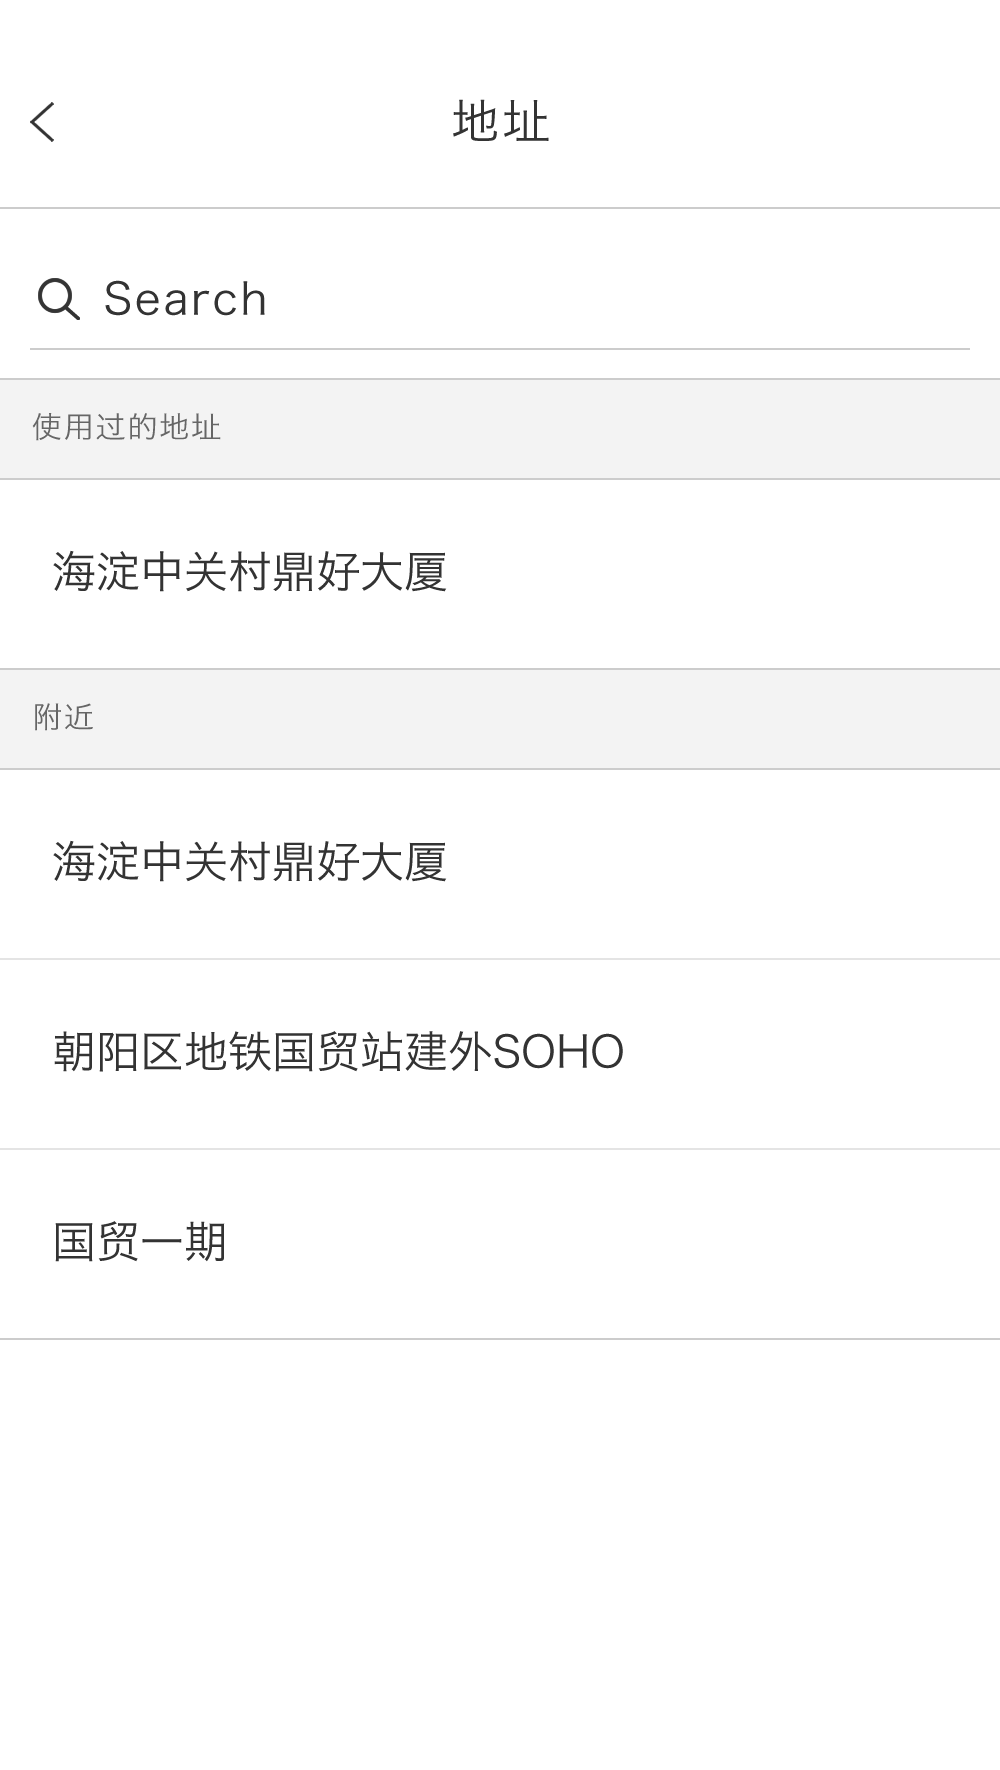 地址
Search
使用过的地址
海淀中关村鼎好大厦
附近
海淀中关村鼎好大厦
朝阳区地铁国贸站建外SOHO
国贸一期